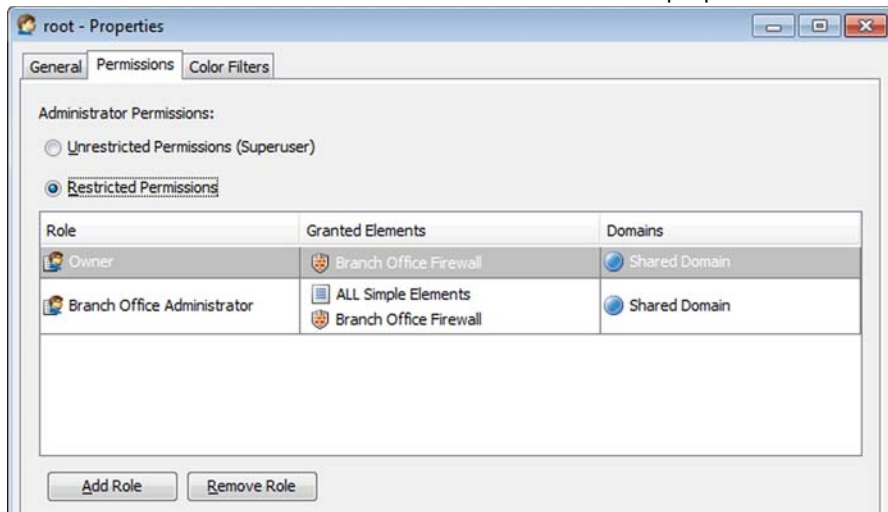 root - Properties
General Permissions Color Filters
Administrator Permissions:
Unrestricted Permissions (Superuser)
Restricted Permissions
Role Granted Elements Domains
Owner Branch Office Firewall Shared Domain
Branch Office Administrator ALL Simple Elements Shared Domain
Branch Office Firewall
Add Role Remove Role